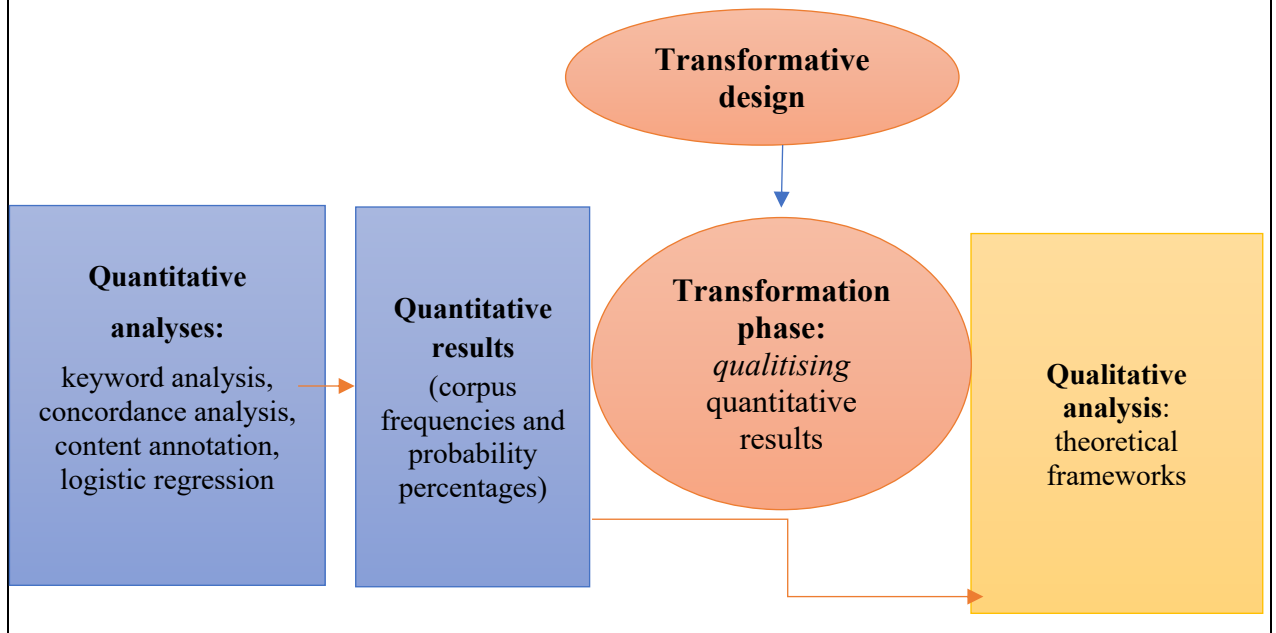 Transformative
design
Quantitative
analyses:
keyword analysis,
concordance analysis,
content annotation,
logistic regression
Quantitative
results
(corpus
frequencies and
probability
percentages)
Transformation
phase:
qualitising
quantitative
results
Qualitative
analysis:
theoretical
frameworks